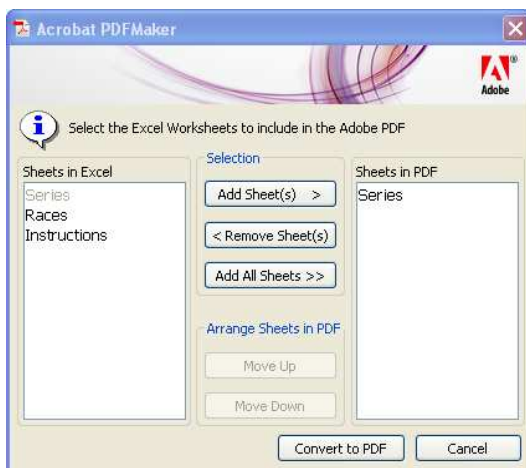 Acrobat PDFMaker
Adobe
Select the Excel Worksheets to include in the Adobe PDF
Sheets in Excel
Series
Races
Instructions
Selection
Add Sheet(s) >
< Remove Sheet(s)
Add All Sheets >>
Arrange Sheets in PDF
Move Up
Move Down
Sheets in PDF
Series
Convert to PDF
Cancel